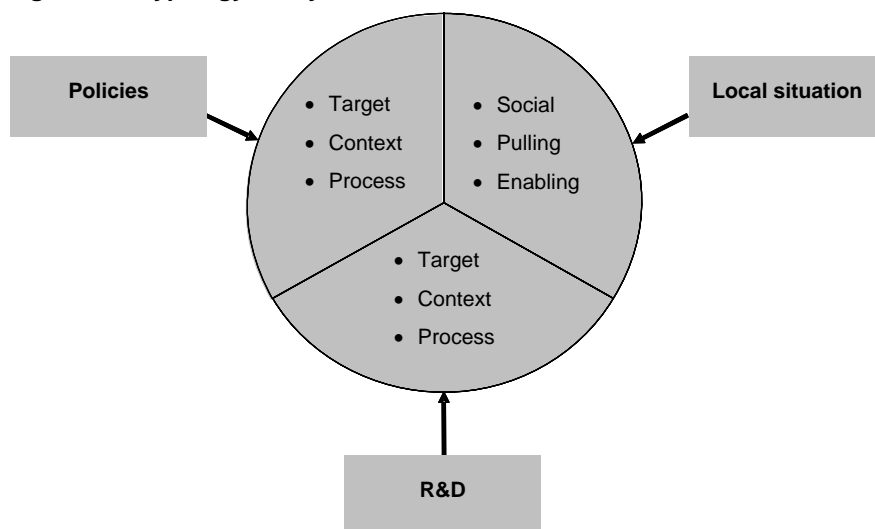 Policies
Local situation
• Target
• Context
• Process
• Social
• Pulling
• Enabling
• Target
• Context
• Process
R&D